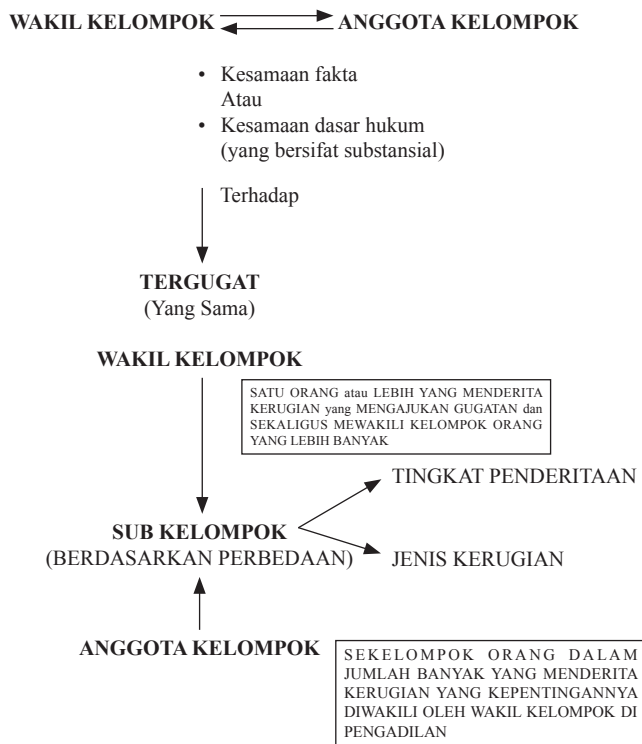 WAKIL KELOMPOK ANGGOTA KELOMPOK
• Kesamaan fakta
Atau
• Kesamaan dasar hukum
(yang bersifat substansial)
Terhadap
TERGUGAT
(Yang Sama)
WAKIL KELOMPOK
SATU ORANG atau LEBIH YANG MENDERITA
KERUGIAN yang MENGAJUKAN GUGATAN dan
SEKALIGUS MEWAKILI KELOMPOK ORANG
YANG LEBIH BANYAK
TINGKAT PENDERITAAN
SUB KELOMPOK
(BERDASARKAN PERBEDAAN)
JENIS KERUGIAN
ANGGOTA KELOMPOK
SEKELOMPOK ORANG DALAM
JUMLAH BANYAK YANG MENDERITA
KERUGIAN YANG KEPENTINGANNYA
DIWAKILI OLEH WAKIL KELOMPOK DI
PENGADILAN